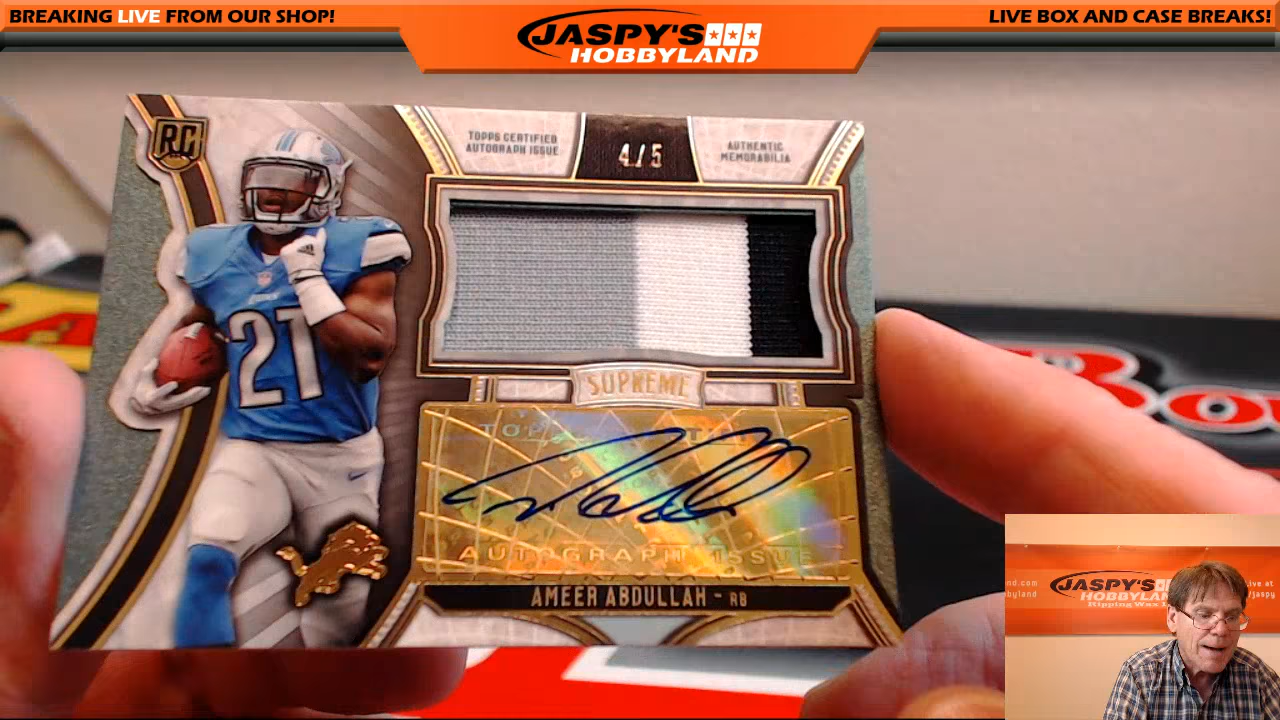 BREAKING LIVE FROM OUR SHOP!
JASPY'S
HOBBYLAND
LIVE BOX AND CASE BREAKS!
RC
TOPPS CERTIFIED
AUTOGRAPH ISSUE
4/5
AUTHENTIC
MEMORABILIA
LIONS
21
SUPREME
AUTOGRAPH ISSUE
AMEER ABDULLAH - RB
JASPY'S
HOBBYLAND